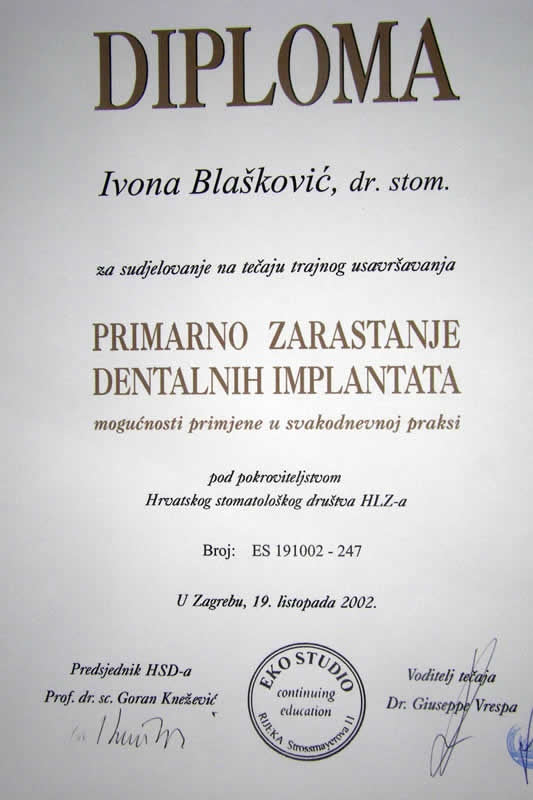 DIPLOMA
Ivona Blašković, dr. stom.
za sudjelovanje na tečaju trajnog usavršavanja
PRIMARNO ZARASTANJE
DENTALNIH IMPLANTATA
mogućnosti primjene u svakodnevnoj praksi
pod pokroviteljstvom
Hrvatskog stomatološkog društva HLZ-a
Broj: ES 191002 - 247
U Zagrebu, 19. listopada 2002.
Predsjednik HSD-a
Prof. dr. sc. Goran Knežević
EKO STUDIO
continuing
education
RIJEKA Strossmayerova 11
Voditelj tečaja
Dr. Giuseppe Vrespa